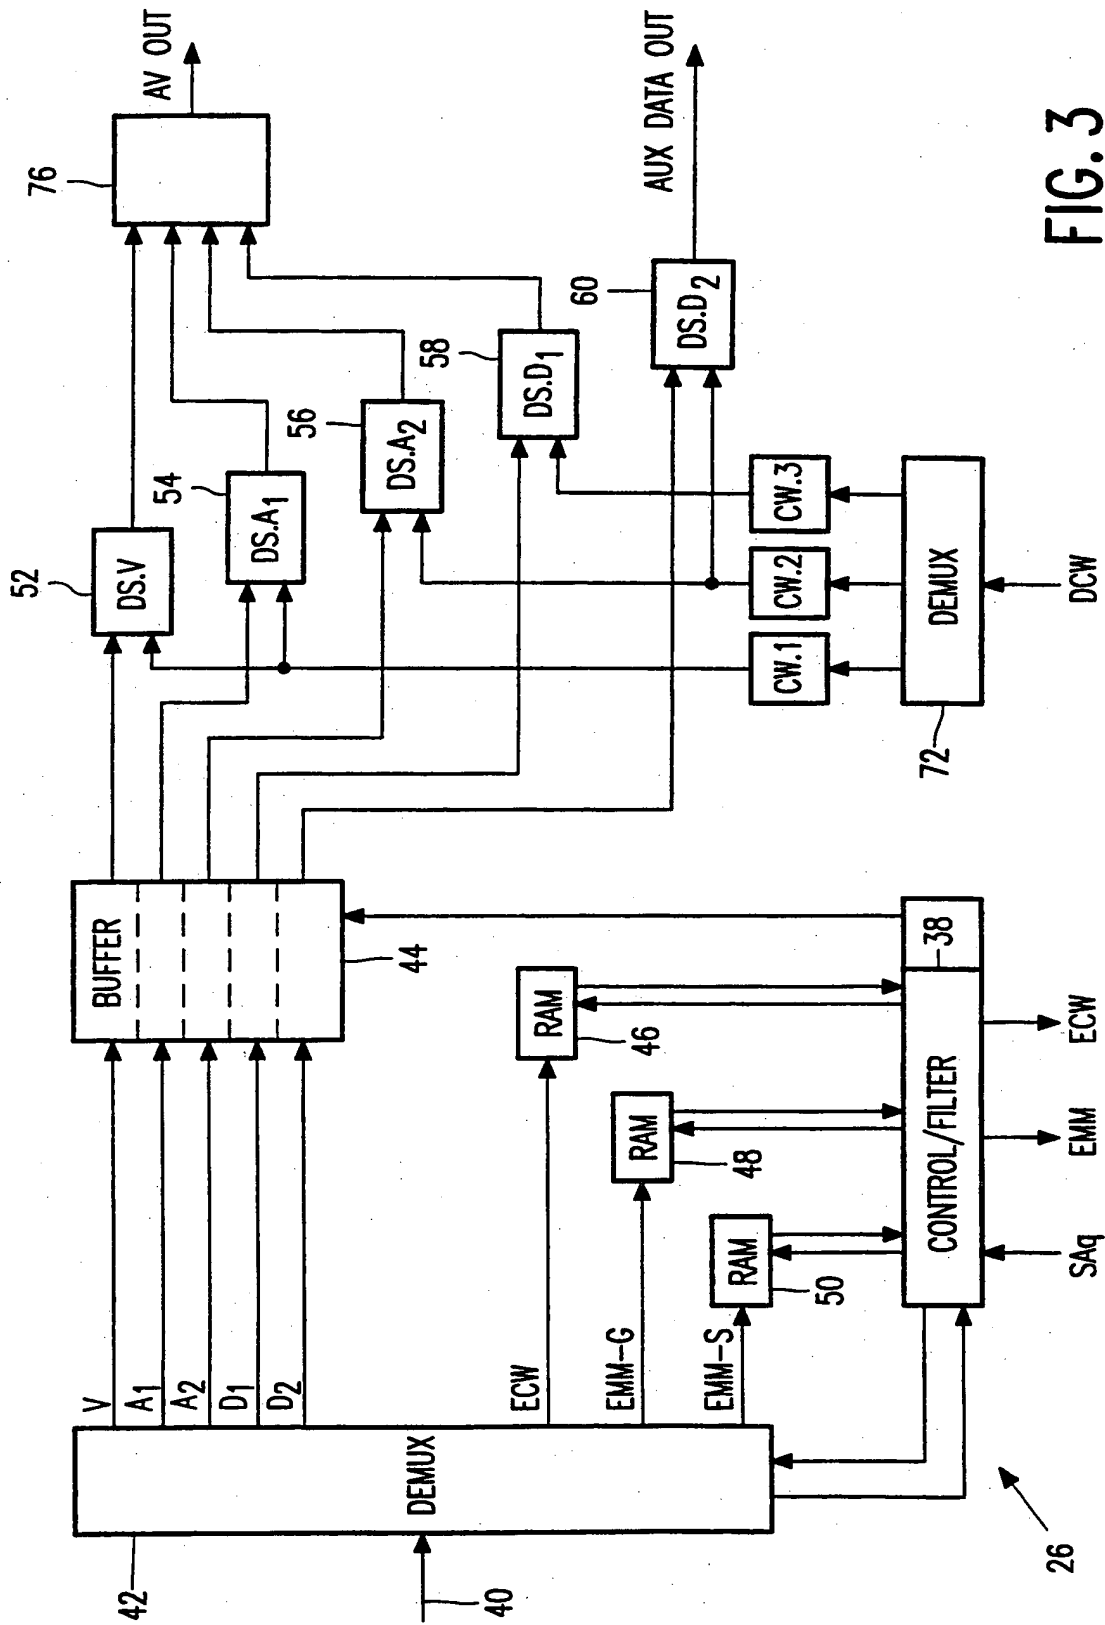 AV OUT
76
AUX DATA OUT
FIG. 3
52
DS.V
54
DS.A1
56
DS.A2
58
DS.D1
60
DS.D2
CW.1
CW.2
CW.3
DEMUX
72
DCW
BUFFER
44
V
A1
A2
D1
D2
RAM
46
RAM
48
RAM
50
ECW
EMM-G
EMM-S
DEMUX
42
40
CONTROL/FILTER
38
SAq
EMM
ECW
26